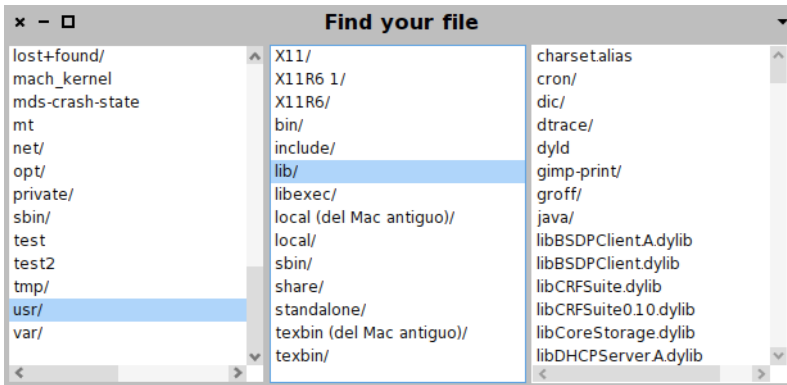 Find your file
lost+found/
mach_kernel
mds-crash-state
mt
net/
opt/
private/
sbin/
test
test2
tmp/
usr/
var/
X11/
X11R6 1/
X11R6/
bin/
include/
lib/
libexec/
local (del Mac antiguo)/
local/
sbin/
share/
standalone/
texbin (del Mac antiguo)/
texbin/
charset.alias
cron/
dic/
dtrace/
dyld
gimp-print/
groff/
java/
libBSDPClient.A.dylib
libBSDPClient.dylib
libCRFSuite.dylib
libCRFSuite0.10.dylib
libCoreStorage.dylib
libDHCPServer.A.dylib